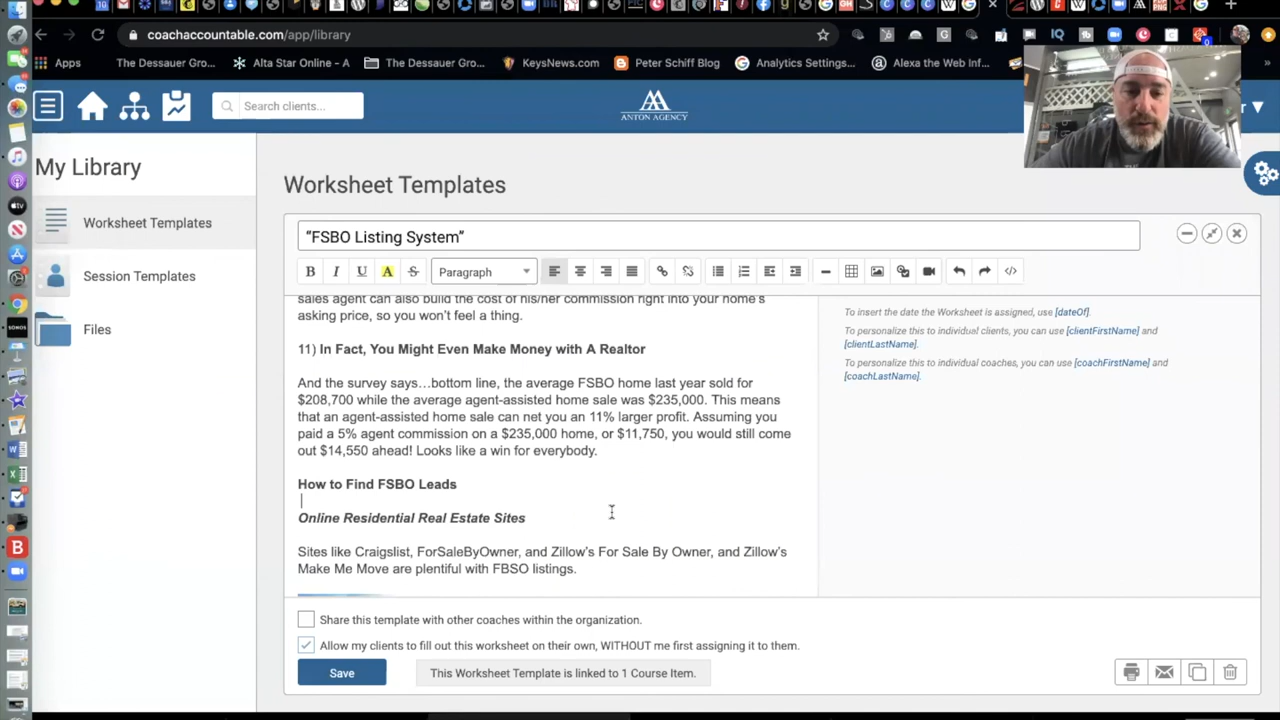 coachaccountable.com/app/library
Apps
The Dessauer Gro...
Alta Star Online – A
The Dessauer Gro...
KeysNews.com
Peter Schiff Blog
Analytics Settings...
Alexa the Web Inf...
»
Search clients...
ANTON AGENCY
My Library
Worksheet Templates
Session Templates
Files
Worksheet Templates
“FSBO Listing System”
B I U A S Paragraph
sales agent can also build the cost of his/her commission right into your home’s
asking price, so you won’t feel a thing.
11) In Fact, You Might Even Make Money with A Realtor
And the survey says…bottom line, the average FSBO home last year sold for
$208,700 while the average agent-assisted home sale was $235,000. This means
that an agent-assisted home sale can net you an 11% larger profit. Assuming you
paid a 5% agent commission on a $235,000 home, or $11,750, you would still come
out $14,550 ahead! Looks like a win for everybody.
How to Find FSBO Leads
Online Residential Real Estate Sites
Sites like Craigslist, ForSaleByOwner, and Zillow’s For Sale By Owner, and Zillow’s
Make Me Move are plentiful with FBSO listings.
To insert the date the Worksheet is assigned, use [dateOf].
To personalize this to individual clients, you can use [clientFirstName] and
[clientLastName].
To personalize this to individual coaches, you can use [coachFirstName] and
[coachLastName].
Share this template with other coaches within the organization.
Allow my clients to fill out this worksheet on their own, WITHOUT me first assigning it to them.
Save
This Worksheet Template is linked to 1 Course Item.